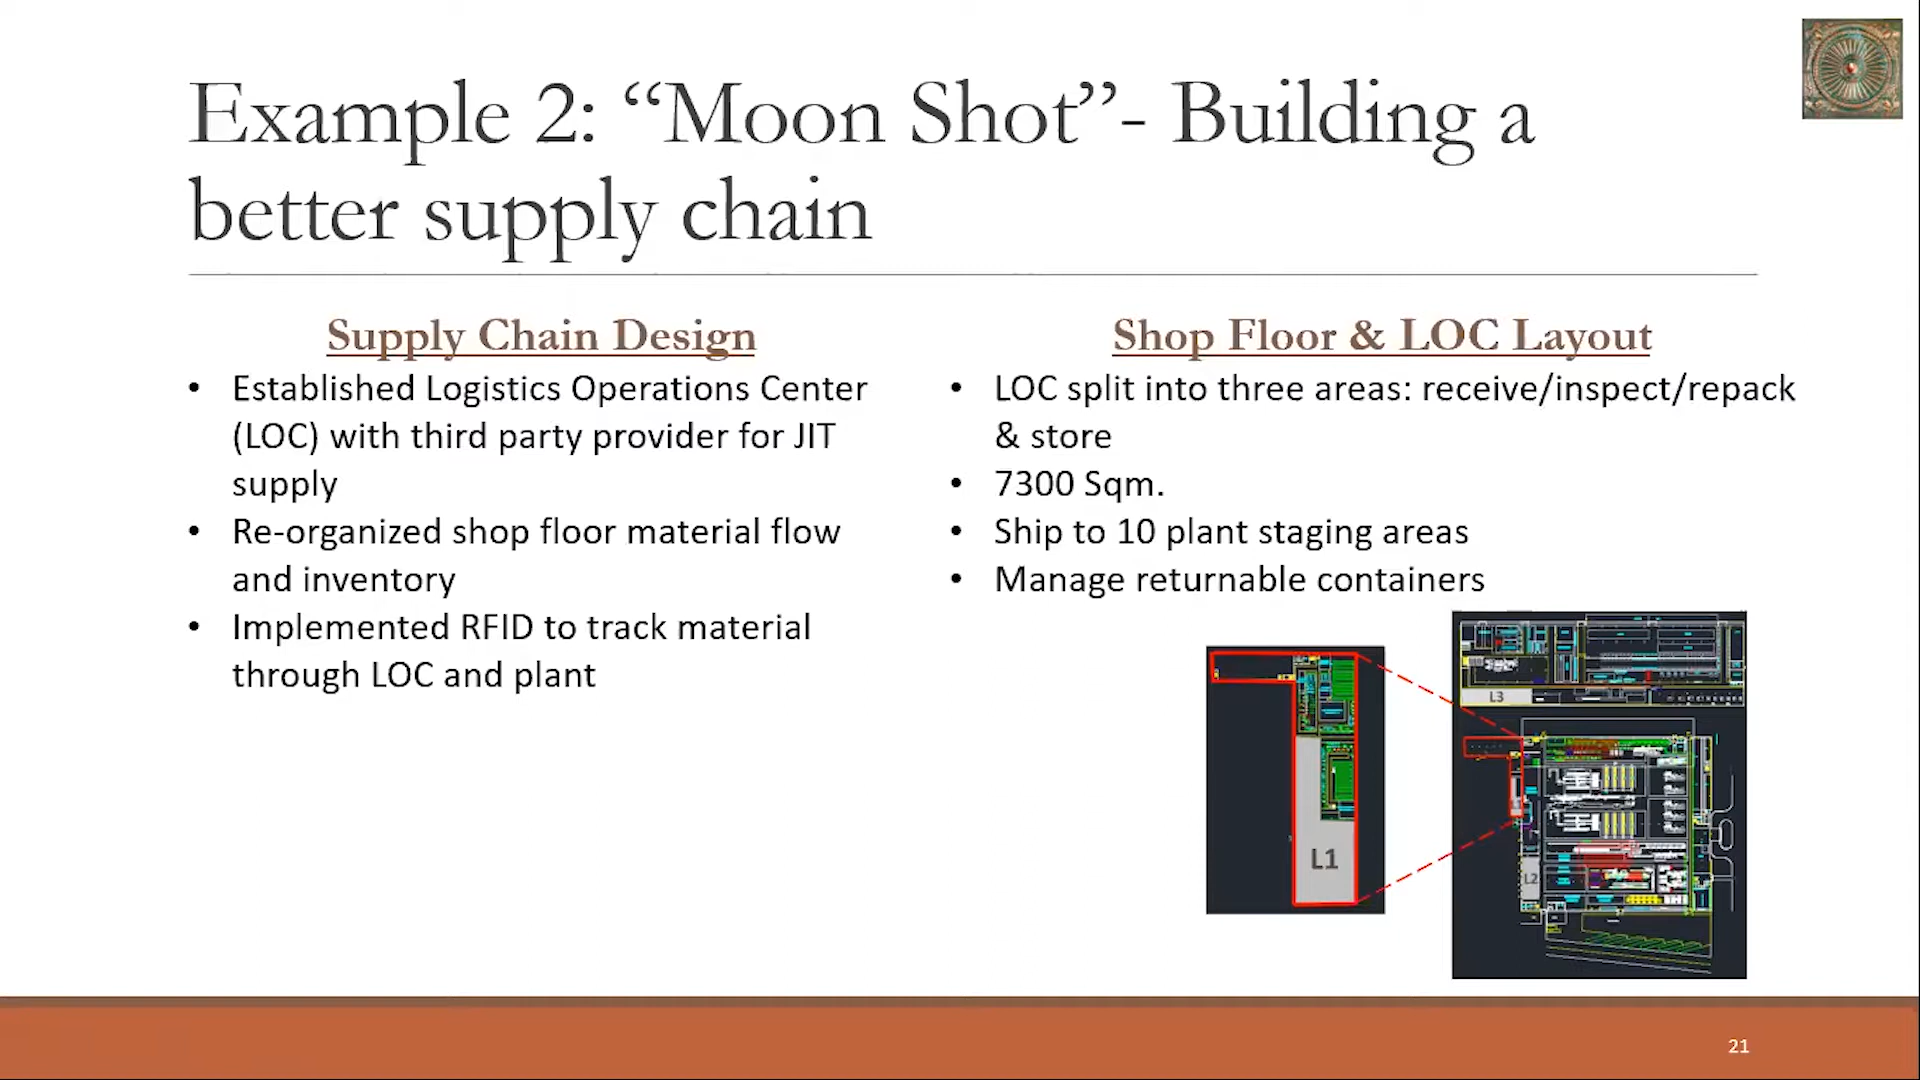 Example 2: “Moon Shot”- Building a
better supply chain
Supply Chain Design
• Established Logistics Operations Center
(LOC) with third party provider for JIT
supply
• Re-organized shop floor material flow
and inventory
• Implemented RFID to track material
through LOC and plant
Shop Floor & LOC Layout
• LOC split into three areas: receive/inspect/repack
& store
• 7300 Sqm.
• Ship to 10 plant staging areas
• Manage returnable containers
L1
L3
L2
21